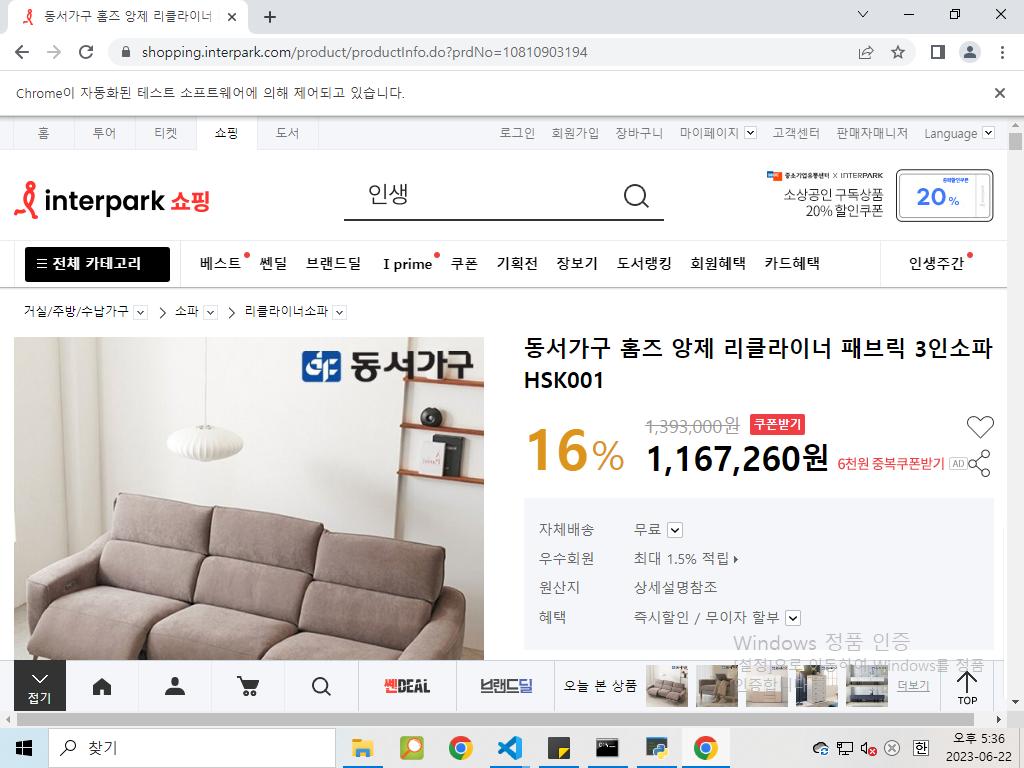 동서가구 홈즈 앙제 리클라이너
shopping.interpark.com/product/productInfo.do?prdNo=10810903194
Chrome이 자동화된 테스트 소프트웨어에 의해 제어되고 있습니다.
홈 투어 티켓 쇼핑 도서 로그인 회원가입 장바구니 마이페이지 고객센터 판매자매니저 Language
interpark 쇼핑
인생
중소기업유통센터 X INTERPARK
소상공인 구독상품
20% 할인쿠폰
20%
전체 카테고리 베스트 쎈딜 브랜드딜 I prime 쿠폰 기획전 장보기 도서랭킹 회원혜택 카드혜택 인생주간
거실/주방/수납가구 소파 리클라이너소파
동서가구
동서가구 홈즈 앙제 리클라이너 패브릭 3인소파
HSK001
16%
1,393,000원 쿠폰받기
1,167,260원 6천원 중복쿠폰받기 AD
자체배송 무료
우수회원 최대 1.5% 적립
원산지 상세설명참조
혜택 즉시할인 / 무이자 할부
Windows 정품 인증
[설정]으로 이동하여 Windows를 정품
인증합니다.
접기
쎈DEAL
브랜드딜
오늘 본 상품
더보기
TOP
찾기
한
오후 5:36
2023-06-22